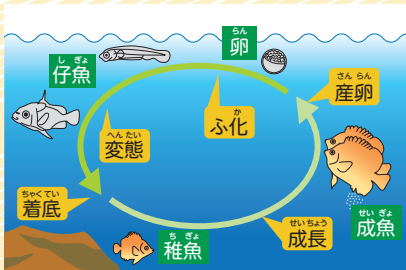 らん
卵
し ぎょ
仔魚
さん らん
産卵
か
ふ化
へん たい
変態
ちゃく てい
着底
せい ぎょ
成魚
せい ちょう
成長
ち ぎょ
稚魚